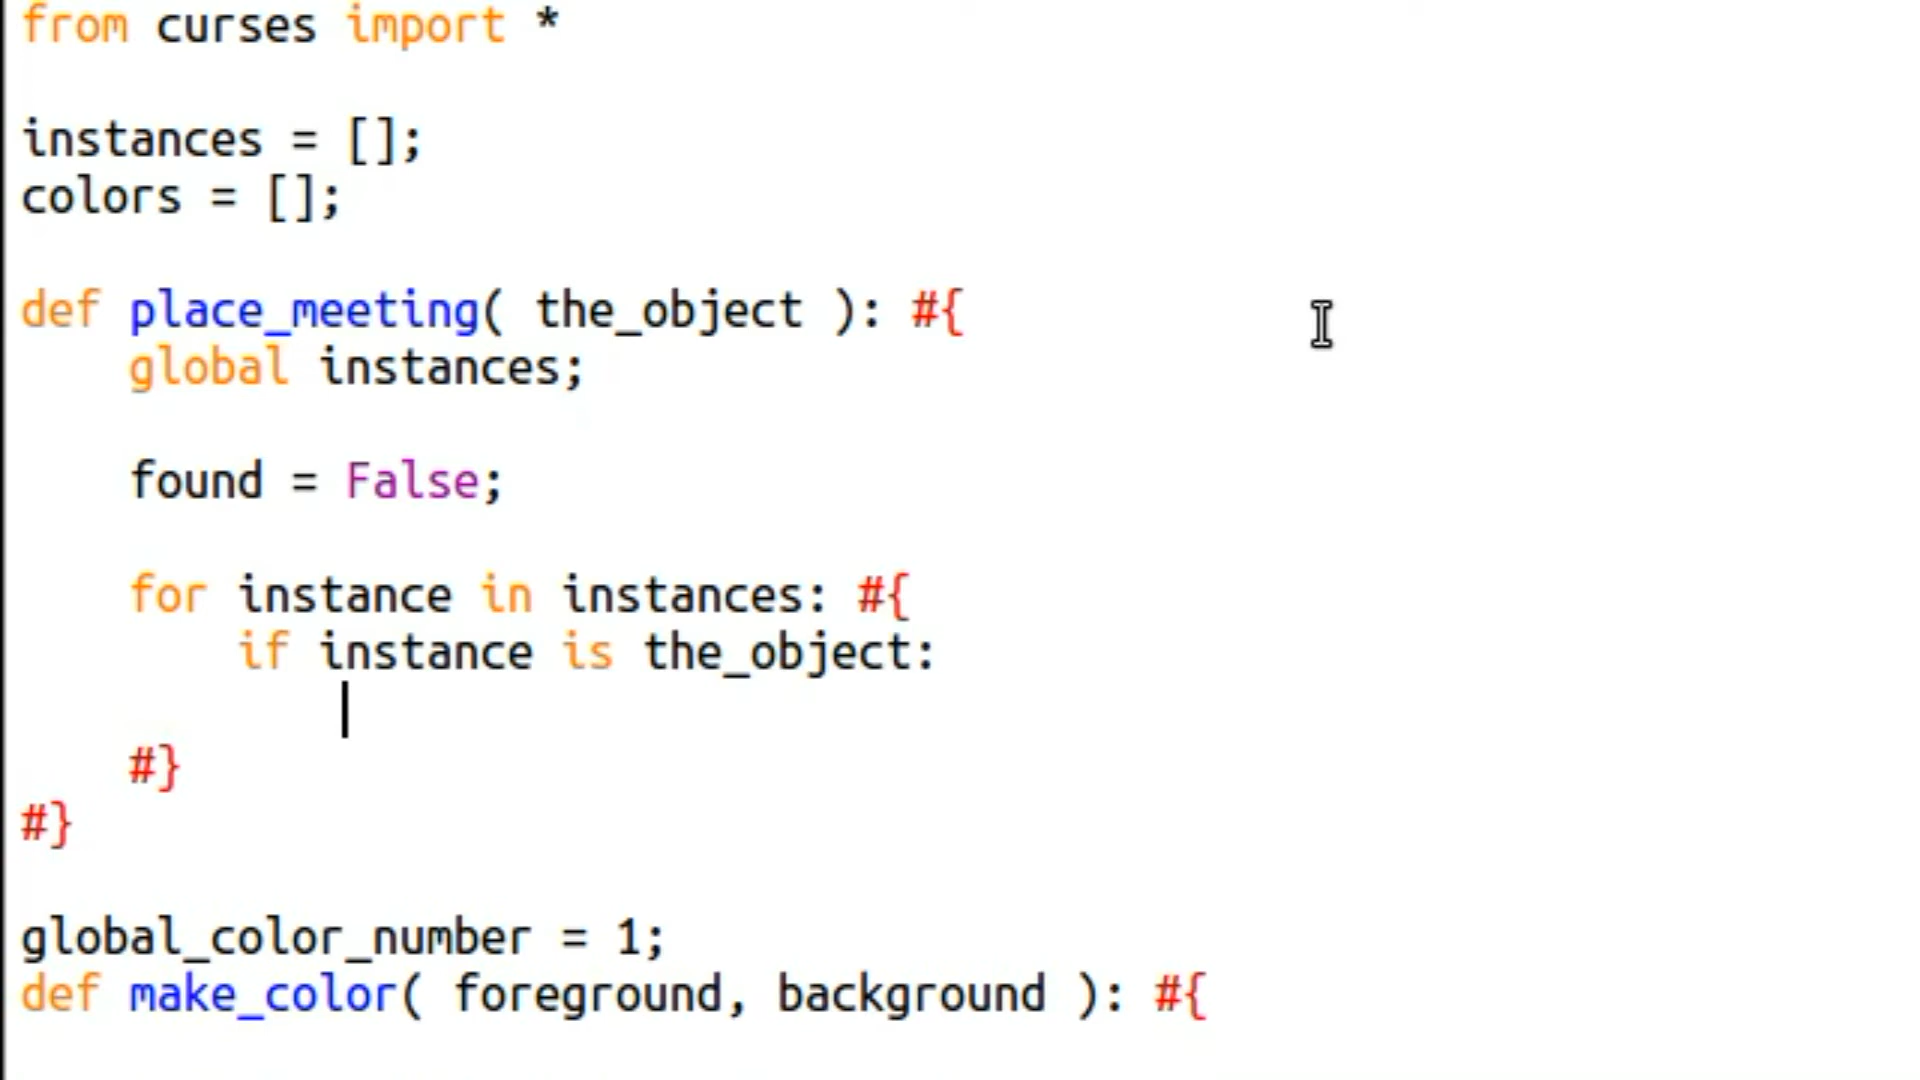 from curses import *
instances = [];
colors = [];
def place_meeting( the_object ): #{
global instances;
found = False;
for instance in instances: #{
if instance is the_object:
#}
#}
global_color_number = 1;
def make_color( foreground, background ): #{